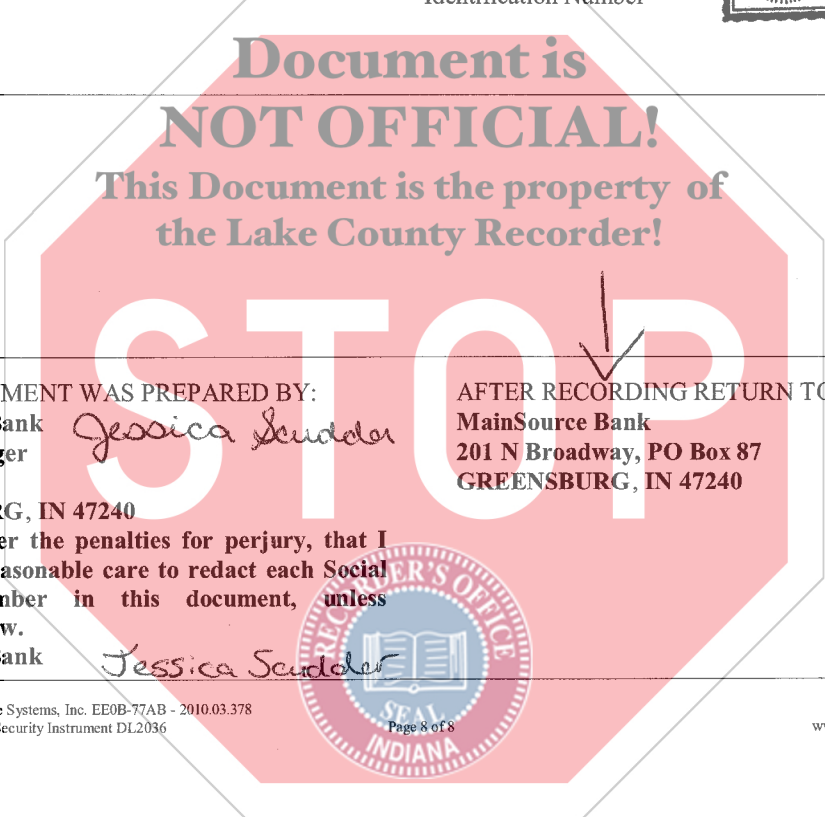 Identification Number
Document is
NOT OFFICIAL!
This Document is the property of
the Lake County Recorder!
STOP
MENT WAS PREPARED BY:
Bank Jessica Scudder
ger
RG, IN 47240
er the penalties for perjury, that I
asonable care to redact each Social
mber in this document, unless
w.
Bank Jessica Scudder
AFTER RECORDING RETURN TO
MainSource Bank
201 N Broadway, PO Box 87
GREENSBURG, IN 47240
RECORDER'S OFFICE
SEAL
INDIANA
e Systems, Inc. EE0B-77AB - 2010.03.378
Security Instrument DL2036
Page 8 of 8